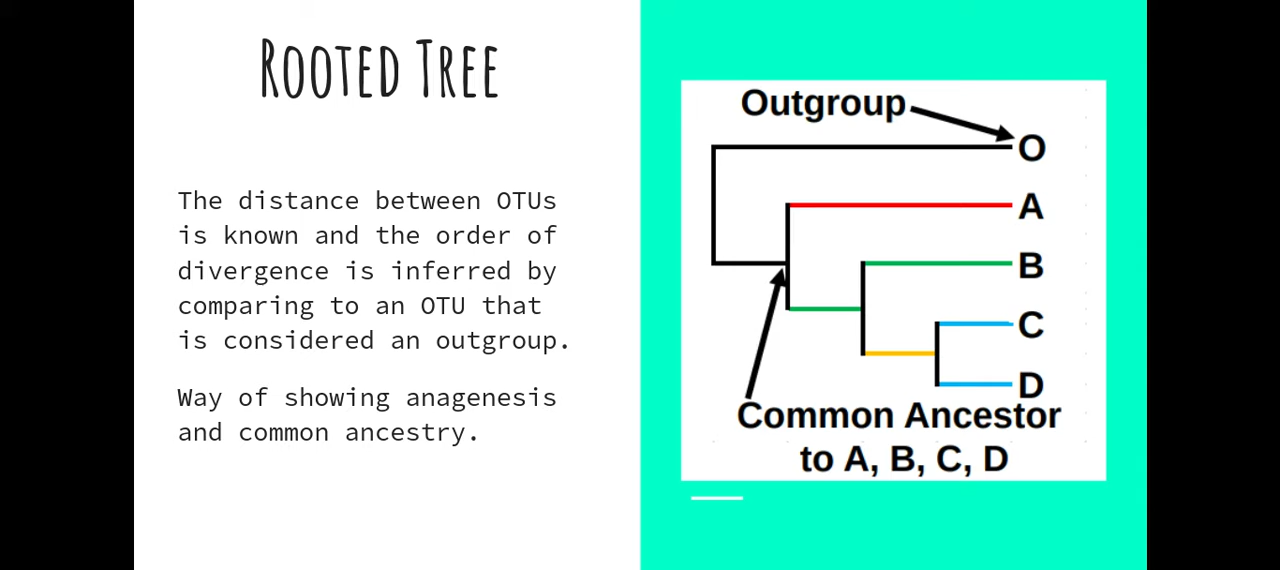 Rooted Tree
The distance between OTUs
is known and the order of
divergence is inferred by
comparing to an OTU that
is considered an outgroup.
Way of showing anagenesis
and common ancestry.
Outgroup
O
A
B
C
D
Common Ancestor
to A, B, C, D